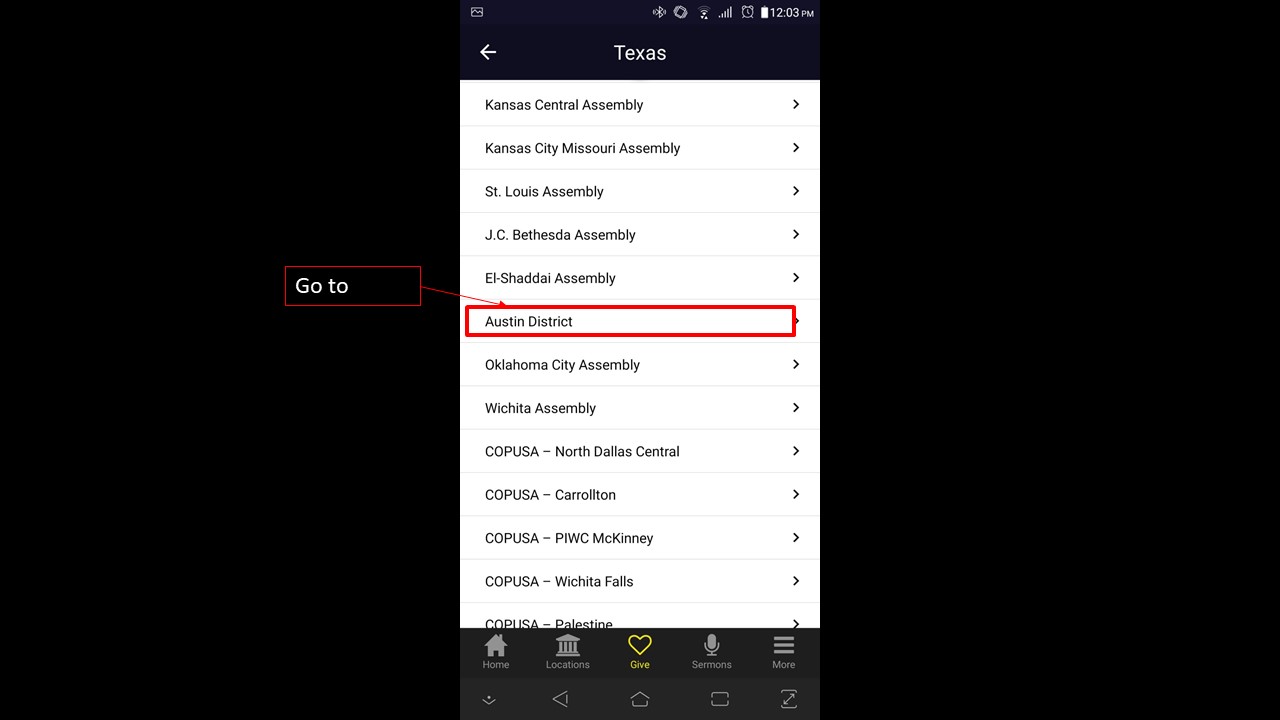 12:03 PM
Texas
Kansas Central Assembly
Kansas City Missouri Assembly
St. Louis Assembly
J.C. Bethesda Assembly
El-Shaddai Assembly
Go to
Austin District
Oklahoma City Assembly
Wichita Assembly
COPUSA – North Dallas Central
COPUSA – Carrollton
COPUSA – PIWC McKinney
COPUSA – Wichita Falls
COPUSA – Palestine
Home Locations Give Sermons More